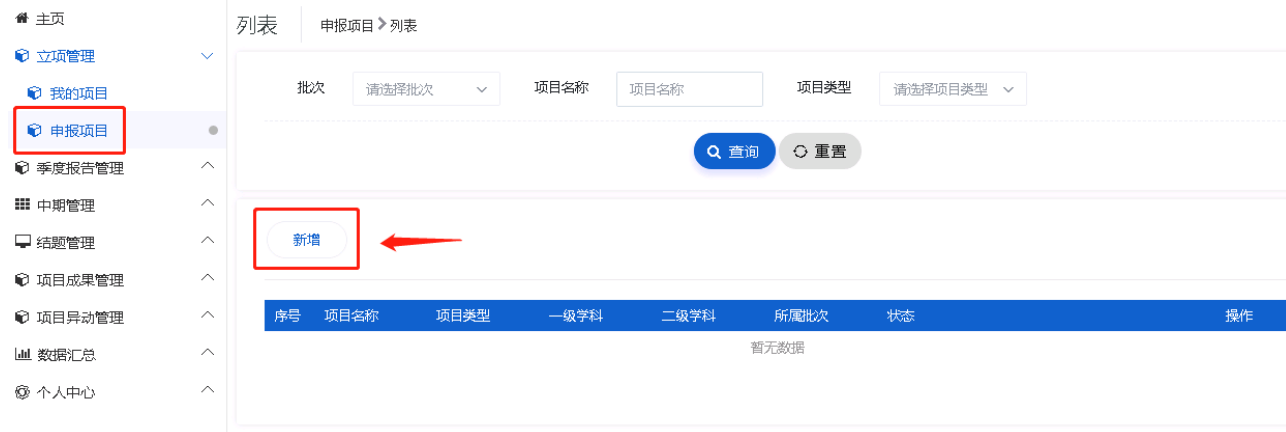 主页
立项管理
我的项目
申报项目
季度报告管理
中期管理
结题管理
项目成果管理
项目异动管理
数据汇总
个人中心
列表 申报项目 列表
批次 请选择批次 项目名称 项目名称 项目类型 请选择项目类型
查询 重置
新增
序号 项目名称 项目类型 一级学科 二级学科 所属批次 状态 操作
暂无数据